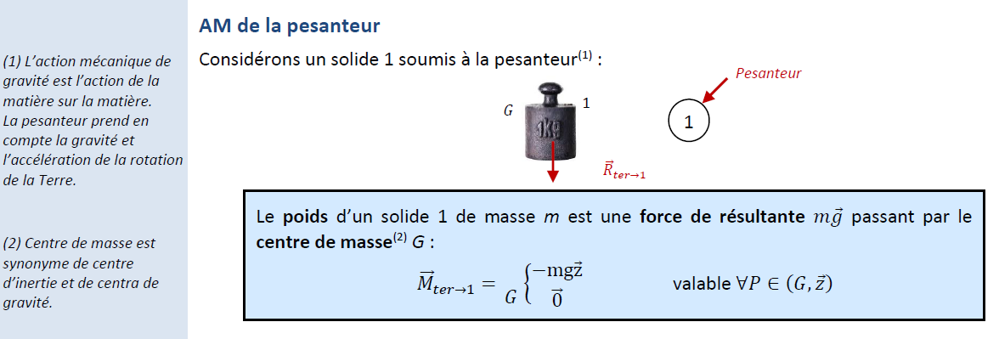 AM de la pesanteur
(1) L’action mécanique de
gravité est l’action de la
matière sur la matière.
La pesanteur prend en
compte la gravité et
l’accélération de la rotation
de la Terre.
Considérons un solide 1 soumis à la pesanteur(1) :
Pesanteur
G
1
1kg
1
R⃗ ter→1
(2) Centre de masse est
synonyme de centre
d’inertie et de centra de
gravité.
Le poids d’un solide 1 de masse m est une force de résultante mg⃗ passant par le
centre de masse(2) G :
M⃗ ter→1 = G { −mgz⃗
0⃗
valable ∀P ∈ (G, z⃗)